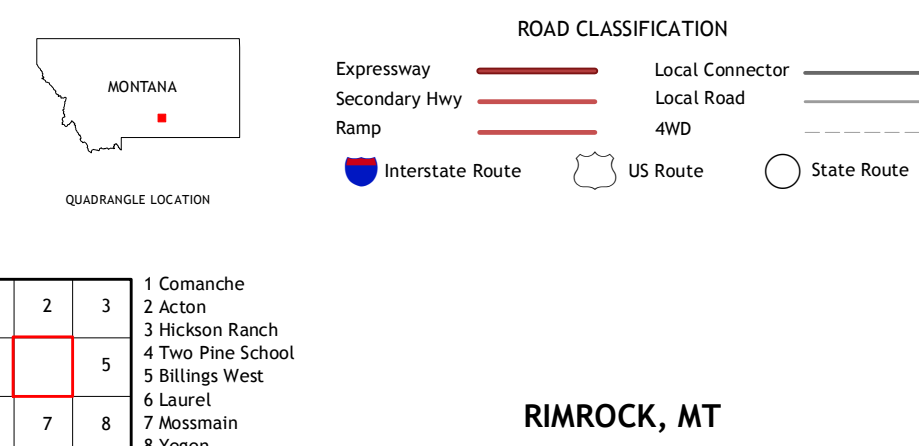 ROAD CLASSIFICATION
Expressway
Secondary Hwy
Ramp
Local Connector
Local Road
4WD
Interstate Route
US Route
State Route
MONTANA
QUADRANGLE LOCATION
2 3
5
7 8
1 Comanche
2 Acton
3 Hickson Ranch
4 Two Pine School
5 Billings West
6 Laurel
7 Mossmain
8 Yegen
RIMROCK, MT